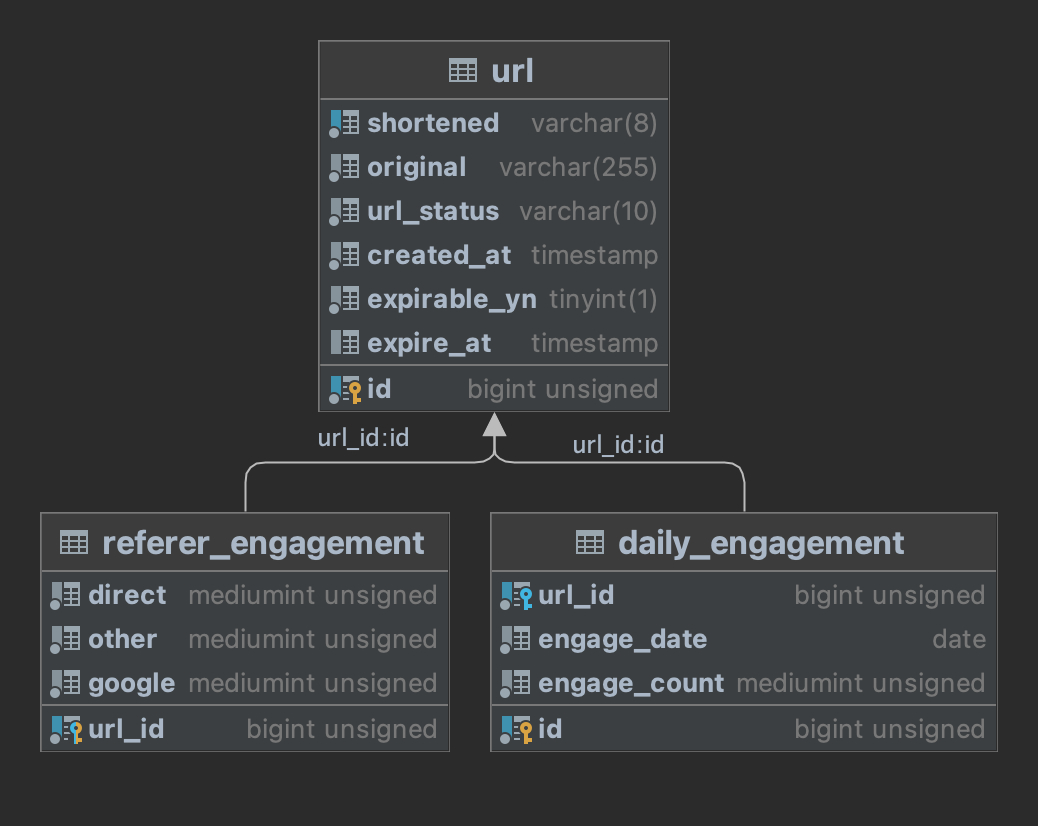 url
shortened varchar(8)
original varchar(255)
url_status varchar(10)
created_at timestamp
expirable_yn tinyint(1)
expire_at timestamp
id bigint unsigned
url_id:id
url_id:id
referer_engagement
direct mediumint unsigned
other mediumint unsigned
google mediumint unsigned
url_id bigint unsigned
daily_engagement
url_id bigint unsigned
engage_date date
engage_count mediumint unsigned
id bigint unsigned